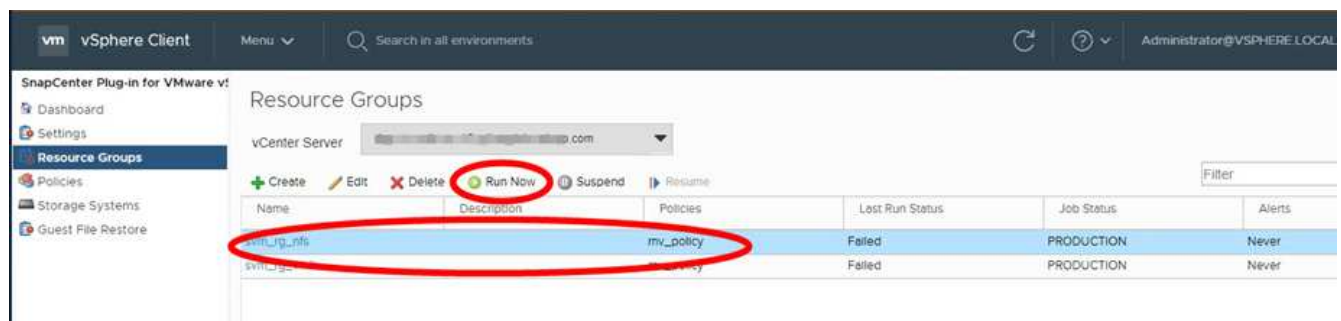 vm vSphere Client Menu Search in all environments Administrator@VSPHERE.LOCAL
SnapCenter Plug-in for VMware vS
Dashboard
Settings
Resource Groups
Policies
Storage Systems
Guest File Restore
Resource Groups
vCenter Server .com
Create Edit Delete Run Now Suspend Resume
Filter
Name Description Policies Last Run Status Job Status Alerts
svm_rg_nfs mv_policy Failed PRODUCTION Never
Failed PRODUCTION Never